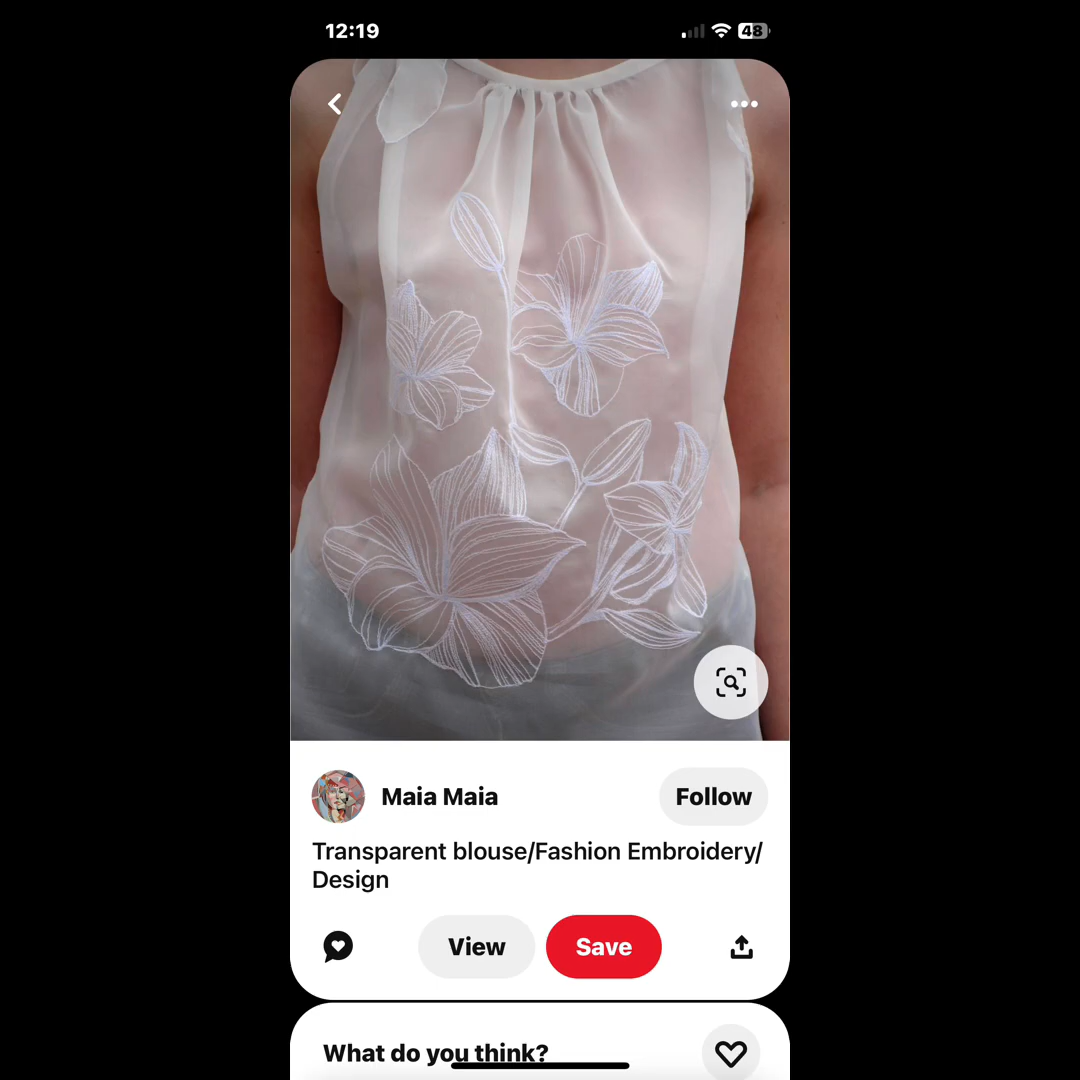 12:19
48
Maia Maia
Follow
Transparent blouse/Fashion Embroidery/
Design
View
Save
What do you think?